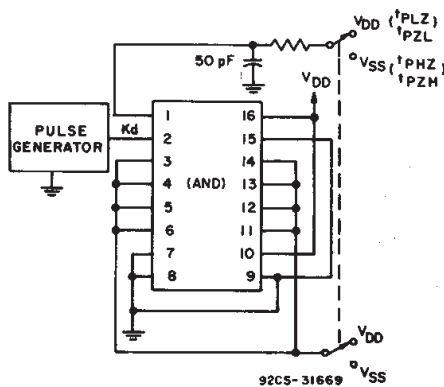 VDD (tPLZ)
tPZL
VSS (tPHZ)
tPZH
50 pF
VDD
PULSE
GENERATOR
Kd
(AND)
1 16
2 15
3 14
4 13
5 12
6 11
7 10
8 9
VDD
VSS
92CS-31669